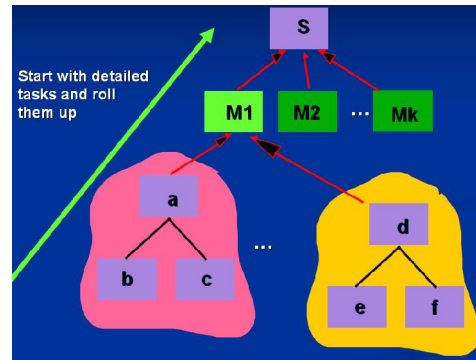 S
Start with detailed
tasks and roll
them up
M1 M2 ... Mk
a
d
...
b c
e f